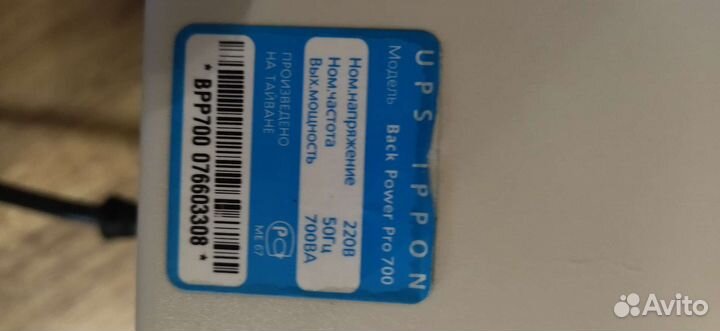 UPS IPPON
Модель Back Power Pro 700
Ном.напряжение 220В
Ном.частота 50Гц
Вых.мощность 700ВА
ПРОИЗВЕДЕНО
НА ТАЙВАНЕ
РС
МЕ 67
* BPP700 076603308 *
Avito